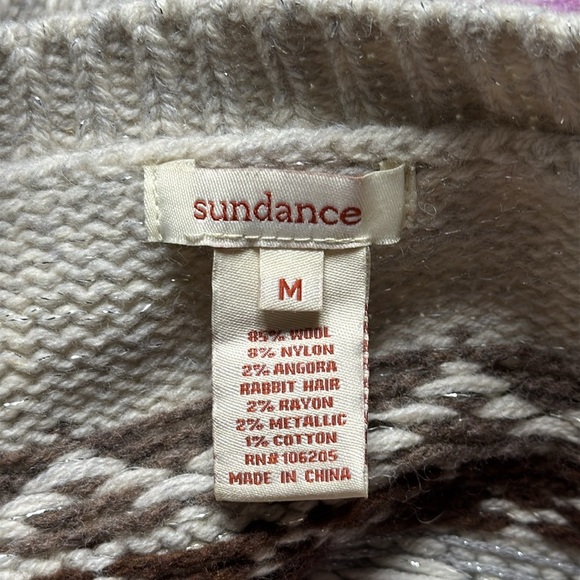 sundance
M
85% WOOL
8% NYLON
2% ANGORA
RABBIT HAIR
2% RAYON
2% METALLIC
1% COTTON
RN# 106205
MADE IN CHINA